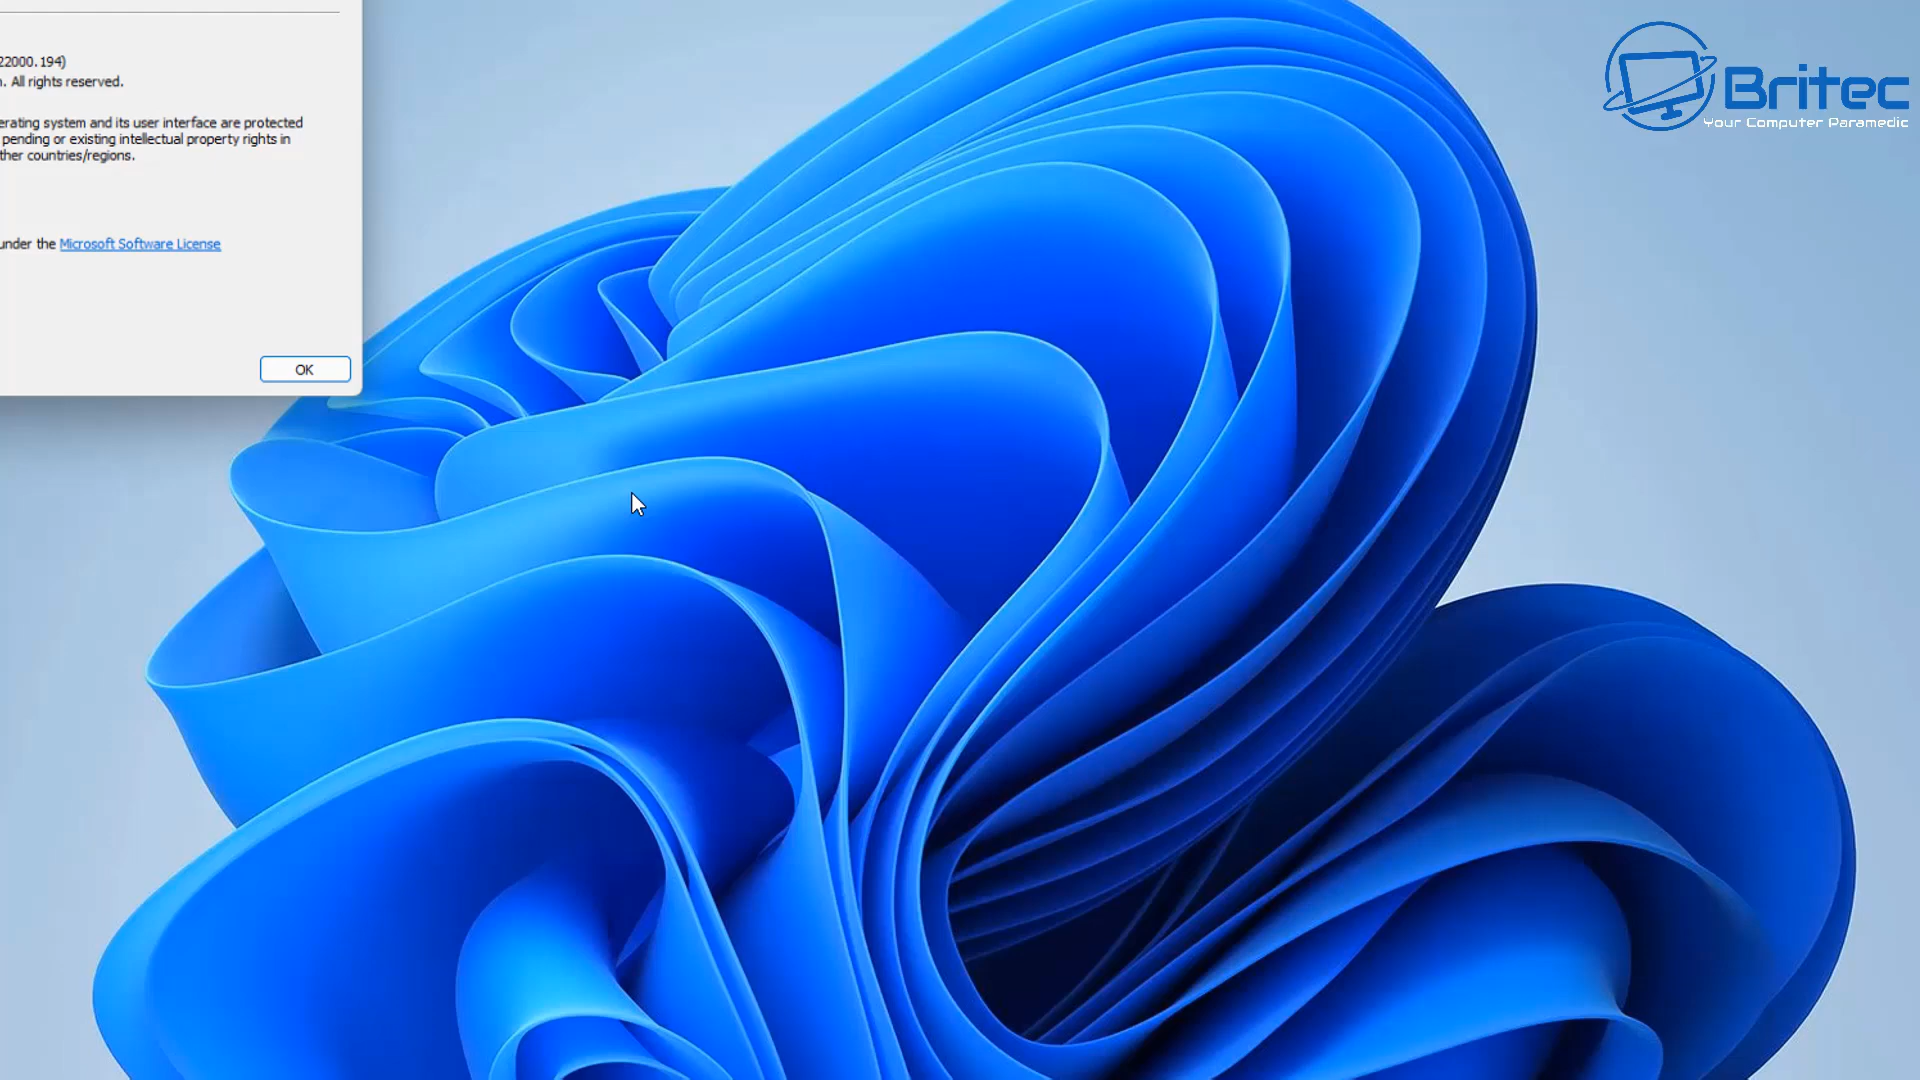 22000.194)
. All rights reserved.
erating system and its user interface are protected
pending or existing intellectual property rights in
ther countries/regions.
under the Microsoft Software License
OK
Britec
Your Computer Paramedic